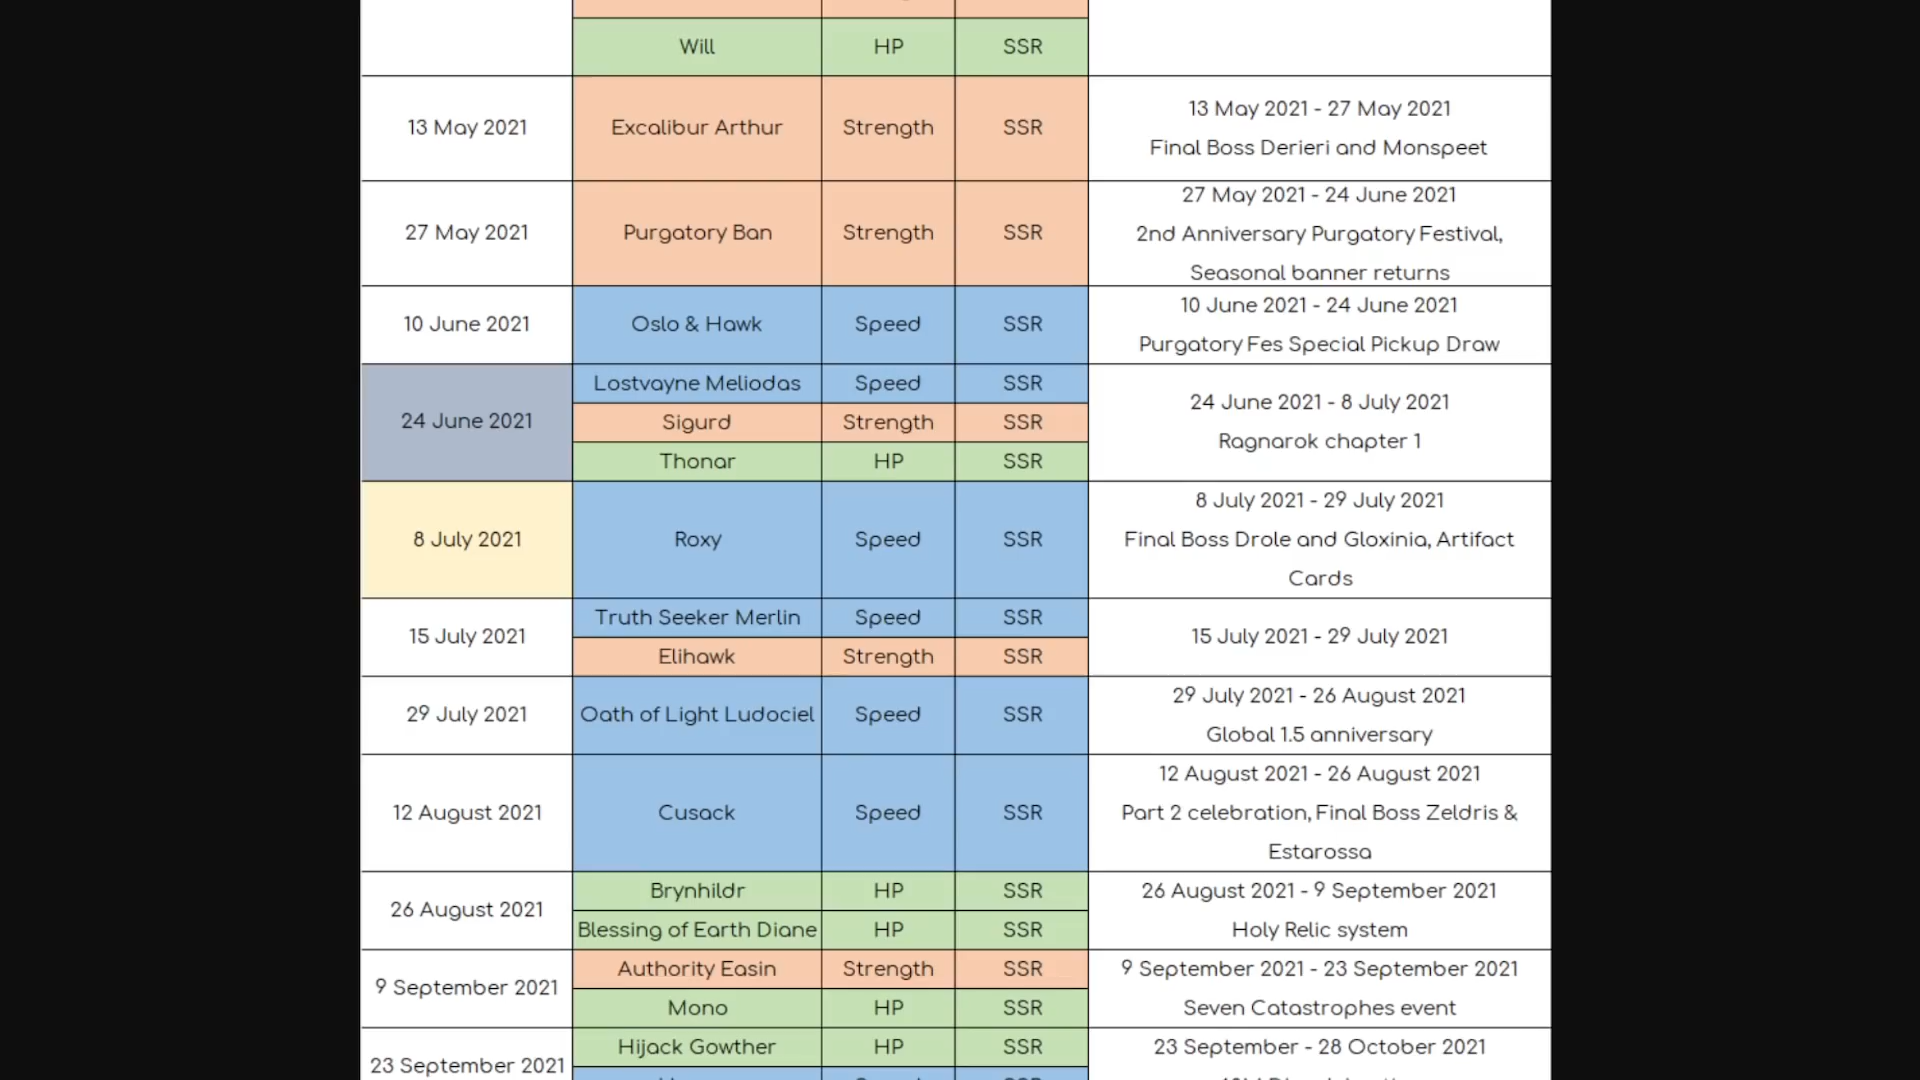 Will HP SSR
13 May 2021 Excalibur Arthur Strength SSR 13 May 2021 - 27 May 2021
Final Boss Derieri and Monspeet
27 May 2021 Purgatory Ban Strength SSR 27 May 2021 - 24 June 2021
2nd Anniversary Purgatory Festival,
Seasonal banner returns
10 June 2021 Oslo & Hawk Speed SSR 10 June 2021 - 24 June 2021
Purgatory Fes Special Pickup Draw
24 June 2021 Lostvayne Meliodas Speed SSR 24 June 2021 - 8 July 2021
Sigurd Strength SSR Ragnarok chapter 1
Thonar HP SSR
8 July 2021 Roxy Speed SSR 8 July 2021 - 29 July 2021
Final Boss Drole and Gloxinia, Artifact
Cards
15 July 2021 Truth Seeker Merlin Speed SSR 15 July 2021 - 29 July 2021
Elihawk Strength SSR
29 July 2021 Oath of Light Ludociel Speed SSR 29 July 2021 - 26 August 2021
Global 1.5 anniversary
12 August 2021 Cusack Speed SSR 12 August 2021 - 26 August 2021
Part 2 celebration, Final Boss Zeldris &
Estarossa
26 August 2021 Brynhildr HP SSR 26 August 2021 - 9 September 2021
Blessing of Earth Diane HP SSR Holy Relic system
9 September 2021 Authority Easin Strength SSR 9 September 2021 - 23 September 2021
Mono HP SSR Seven Catastrophes event
23 September 2021 Hijack Gowther HP SSR 23 September - 28 October 2021